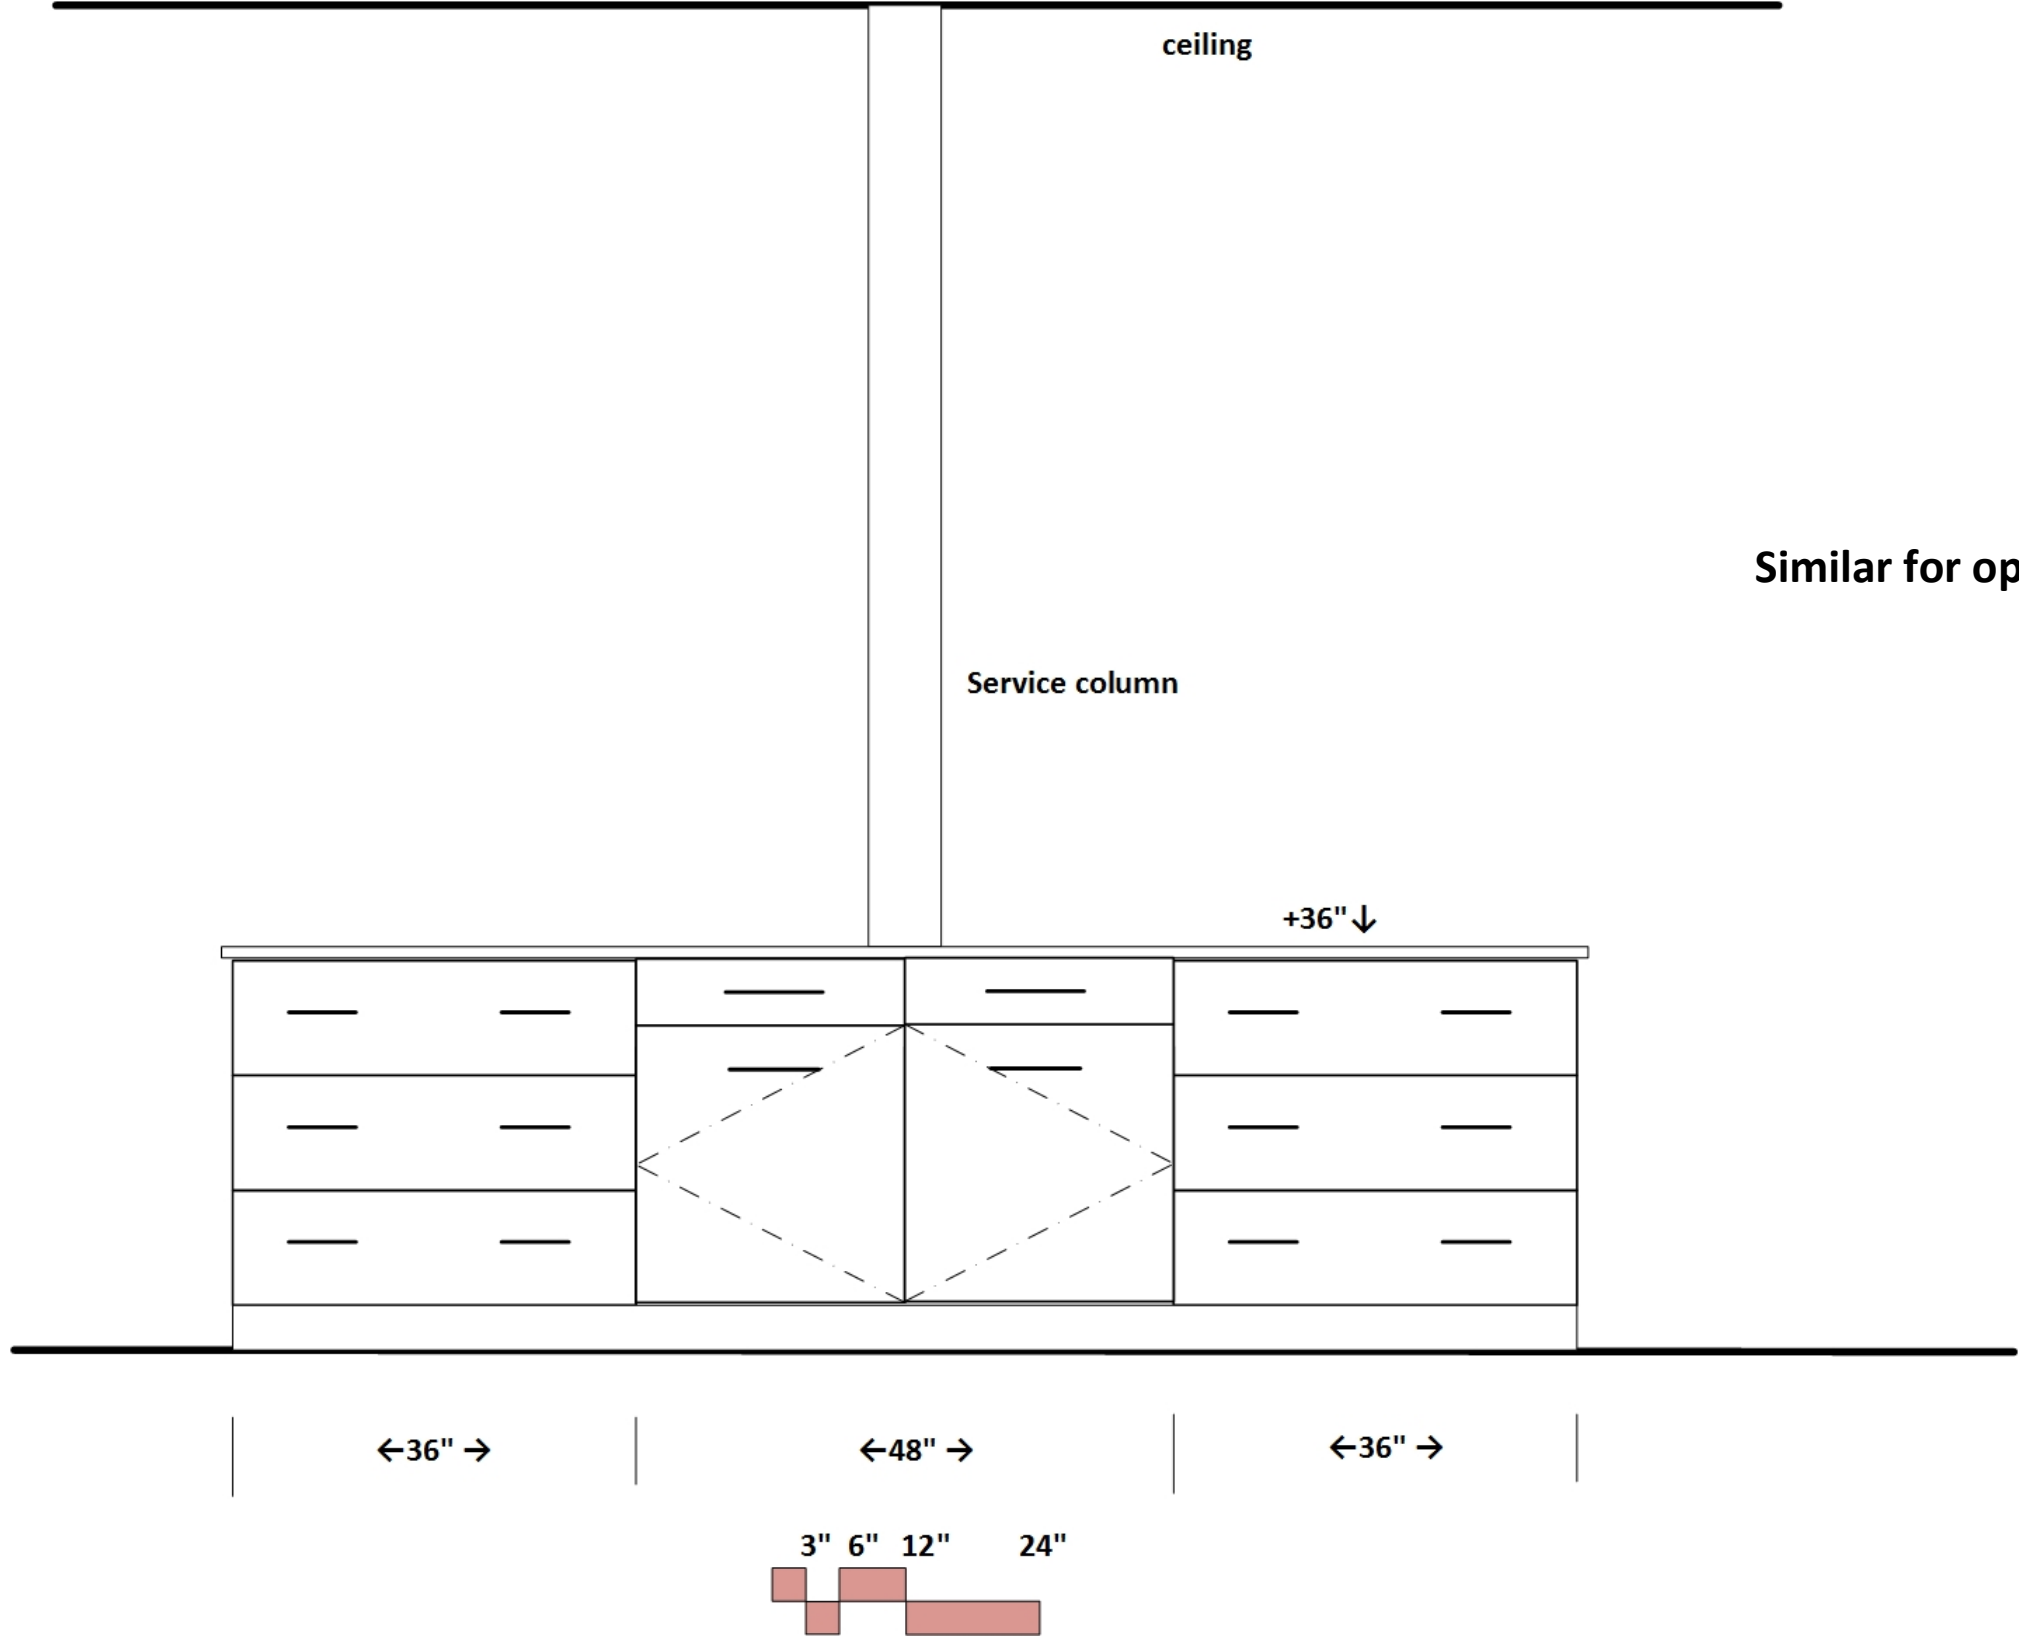 ceiling
Similar for op
Service column
+36"↓
←36" →
←48" →
←36" →
3" 6" 12" 24"